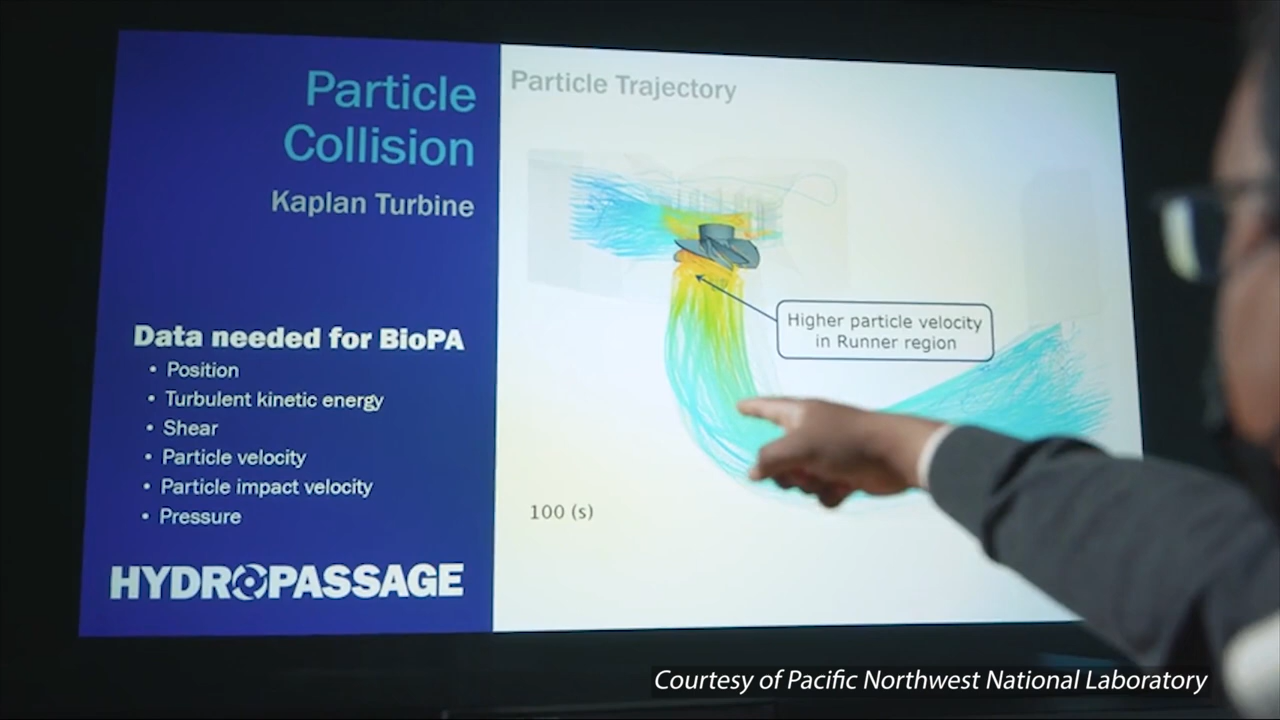 Particle
Collision
Kaplan Turbine
Data needed for BioPA
• Position
• Turbulent kinetic energy
• Shear
• Particle velocity
• Particle impact velocity
• Pressure
HYDROPASSAGE
Particle Trajectory
Higher particle velocity
in Runner region
100 (s)
Courtesy of Pacific Northwest National Laboratory